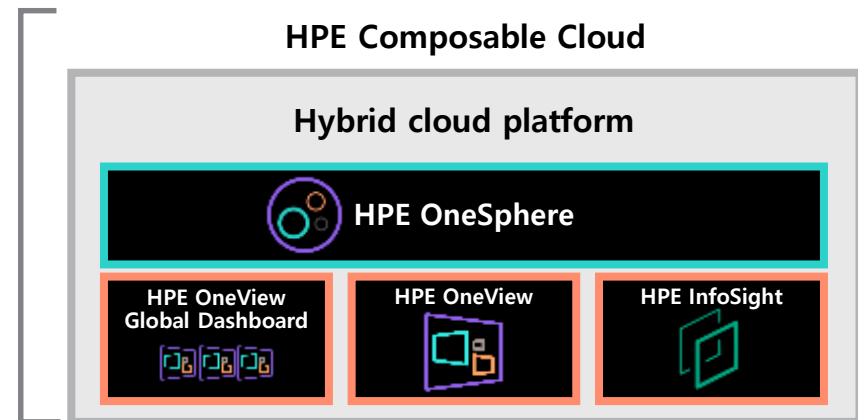 HPE Composable Cloud
Hybrid cloud platform
HPE OneSphere
HPE OneView
Global Dashboard
HPE OneView
HPE InfoSight